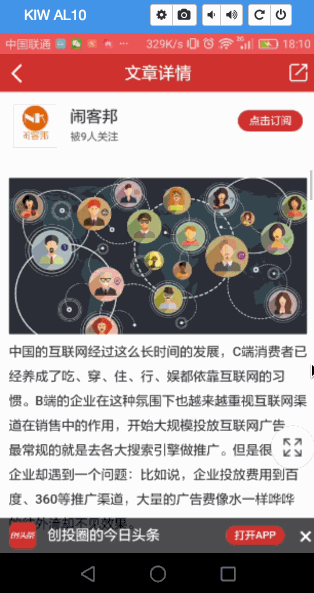 KIW AL10
中国联通
329K/s
18:10
文章详情
闹客邦
被9人关注
点击订阅
闹客邦
中国的互联网经过这么长时间的发展，C端消费者已
经养成了吃、穿、住、行、娱都依靠互联网的习
惯。B端的企业在这种氛围下也越来越重视互联网渠
道在销售中的作用，开始大规模投放互联网广告
最常规的就是去各大搜索引擎做推广。但是很
企业却遇到一个问题：比如说，企业投放费用到百
度、360等推广渠道，大量的广告费像水一样哗哗
创头条
创投圈的今日头条
打开APP